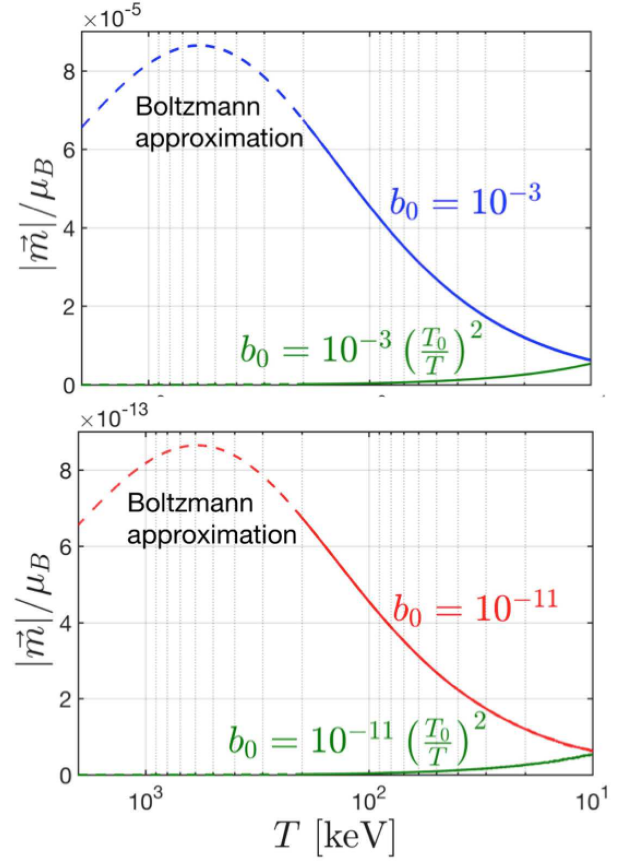 ×10⁻⁵
8
6
4
2
0
|m⃗|/μ_B
Boltzmann
approximation
b₀ = 10⁻³
b₀ = 10⁻³ (T₀/T)²
×10⁻¹³
8
6
4
2
0
|m⃗|/μ_B
Boltzmann
approximation
b₀ = 10⁻¹¹
b₀ = 10⁻¹¹ (T₀/T)²
10³ 10² 10¹
T [keV]